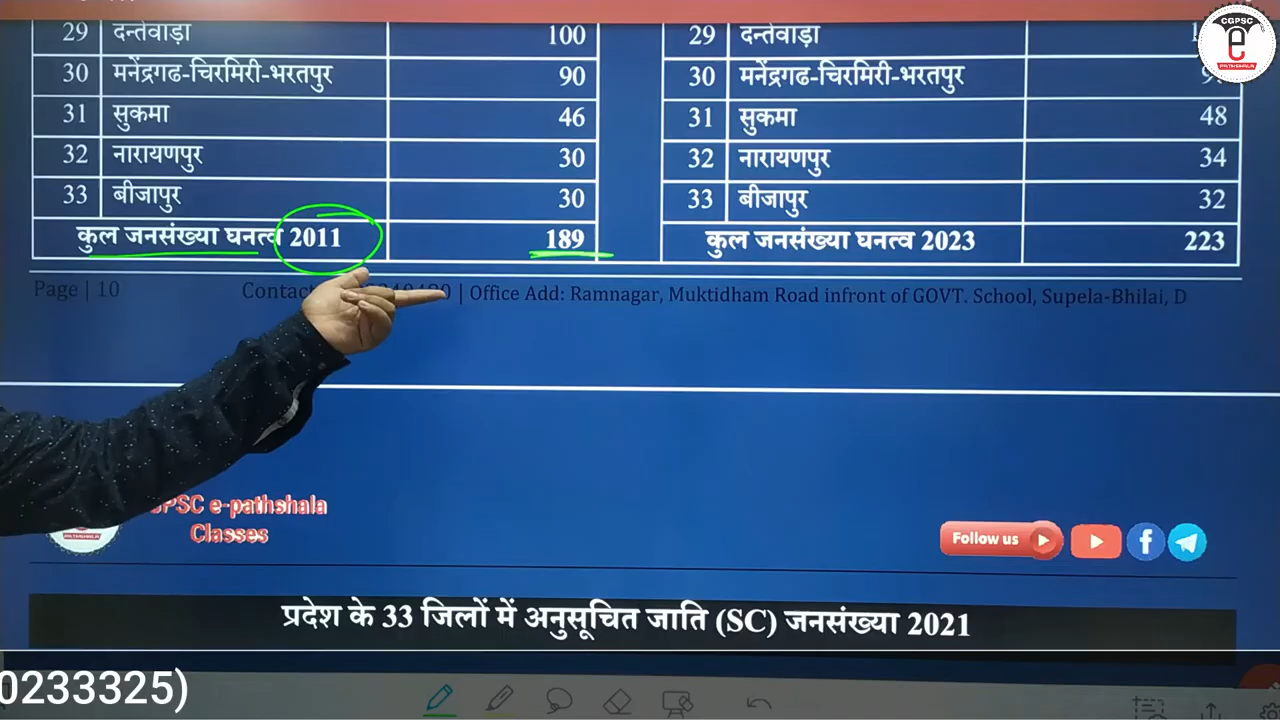 CGPSC
e
PATHSHALA
29 दन्तेवाड़ा 100
30 मनेंद्रगढ-चिरमिरी-भरतपुर 90
31 सुकमा 46
32 नारायणपुर 30
33 बीजापुर 30
कुल जनसंख्या घनत्व 2011 189
29 दन्तेवाड़ा
30 मनेंद्रगढ-चिरमिरी-भरतपुर
31 सुकमा 48
32 नारायणपुर 34
33 बीजापुर 32
कुल जनसंख्या घनत्व 2023 223
Page | 10 Contact | Office Add: Ramnagar, Muktidham Road infront of GOVT. School, Supela-Bhilai, D
PSC e-pathshala
Classes
Follow us
f
प्रदेश के 33 जिलों में अनुसूचित जाति (SC) जनसंख्या 2021
0233325)